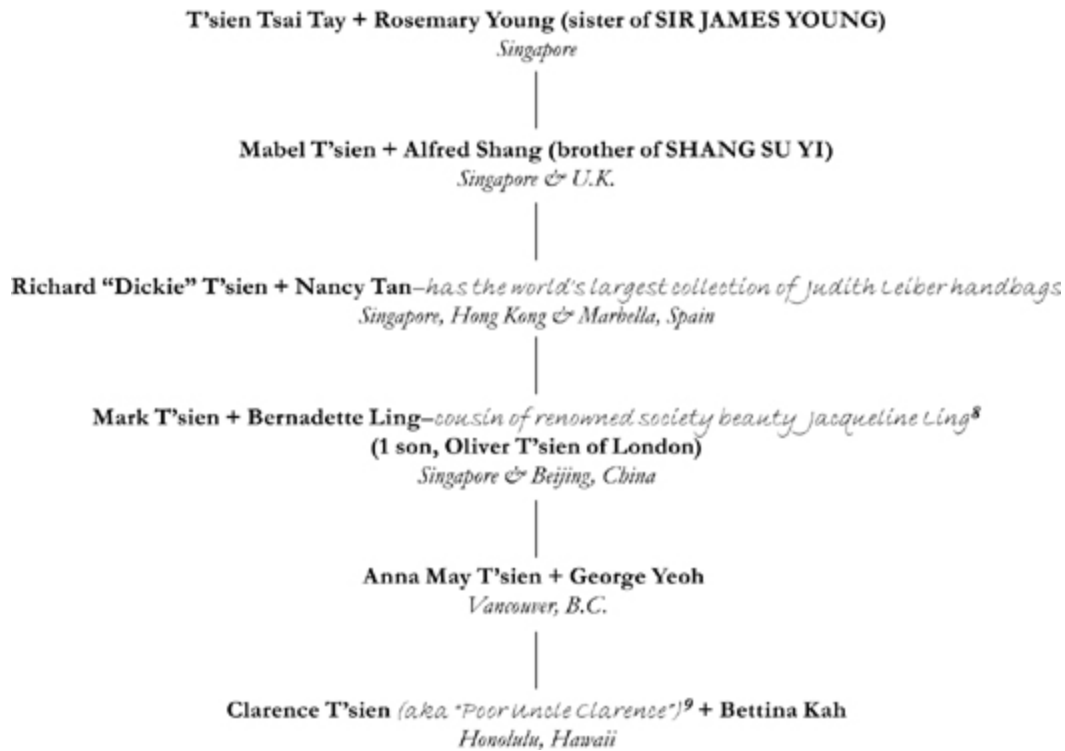 T’sien Tsai Tay + Rosemary Young (sister of SIR JAMES YOUNG)
Singapore
Mabel T’sien + Alfred Shang (brother of SHANG SU YI)
Singapore & U.K.
Richard “Dickie” T’sien + Nancy Tan–has the world's largest collection of Judith Leiber handbags
Singapore, Hong Kong & Marbella, Spain
Mark T’sien + Bernadette Ling–cousin of renowned society beauty Jacqueline Ling⁸
(1 son, Oliver T’sien of London)
Singapore & Beijing, China
Anna May T’sien + George Yeoh
Vancouver, B.C.
Clarence T’sien (aka "Poor Uncle Clarence")⁹ + Bettina Kah
Honolulu, Hawaii